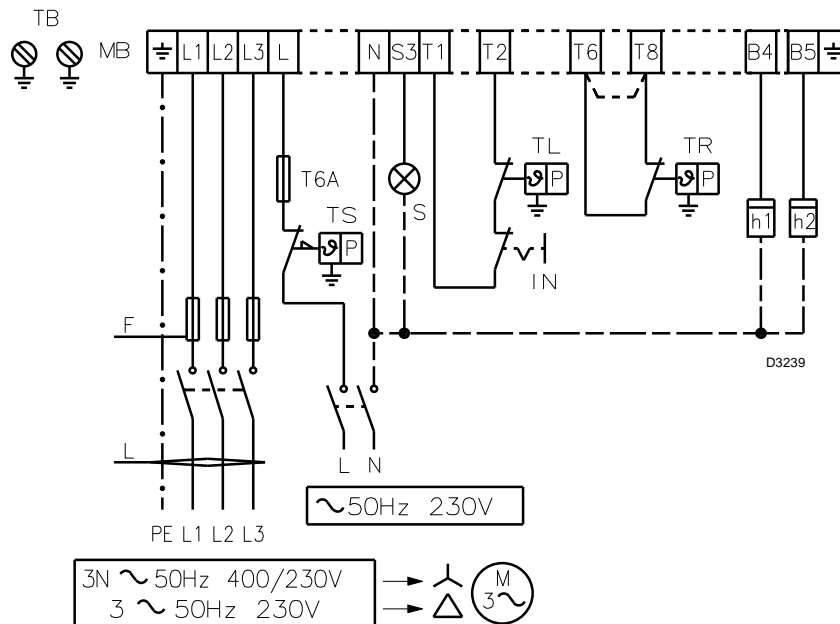 TB
MB L1 L2 L3 L N S3 T1 T2 T6 T8 B4 B5
T6A
TS
P
S
TL
P
IN
TR
P
h1 h2
F
D3239
L
L N
50Hz 230V
PE L1 L2 L3
3N 50Hz 400/230V
3 50Hz 230V
M
3